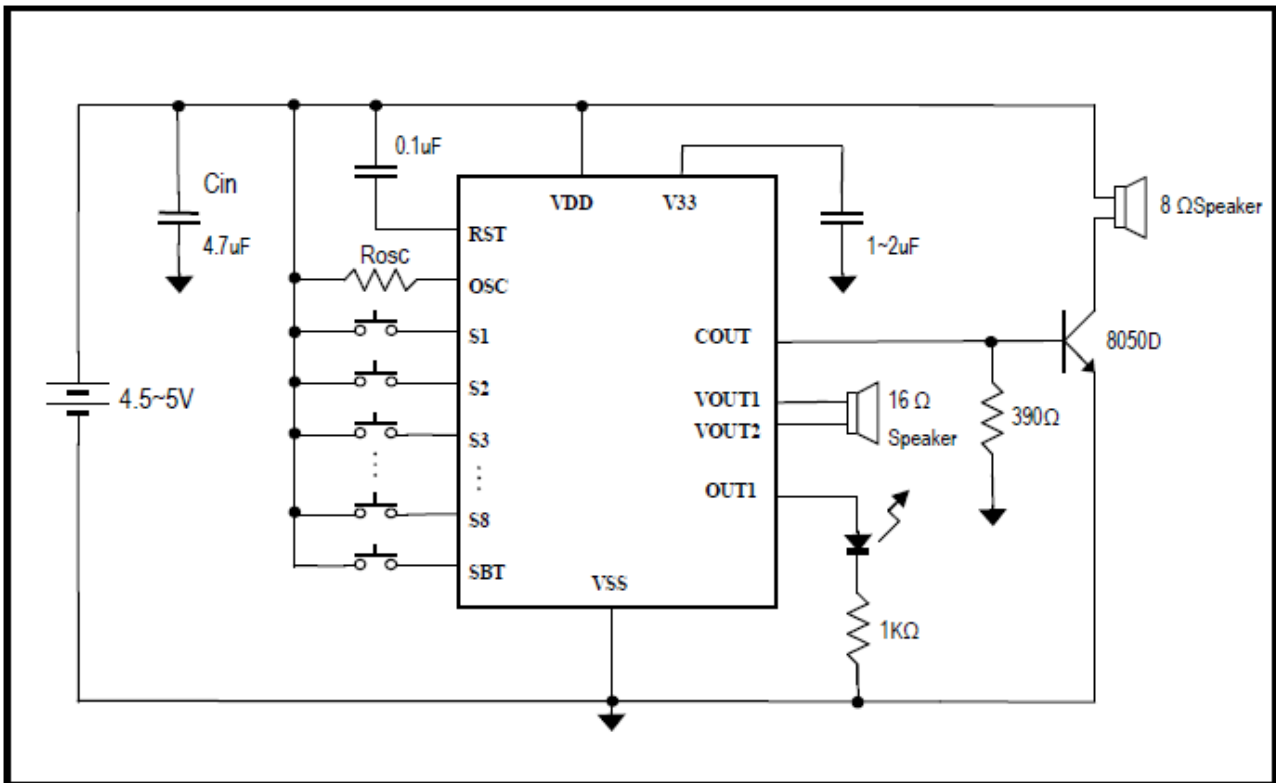 0.1uF
Cin
4.7uF
VDD
V33
8 ΩSpeaker
RST
1~2uF
Rosc
OSC
S1
COUT
8050D
4.5~5V
S2
VOUT1
16 Ω
VOUT2
Speaker
390Ω
S3
OUT1
S8
SBT
VSS
1KΩ